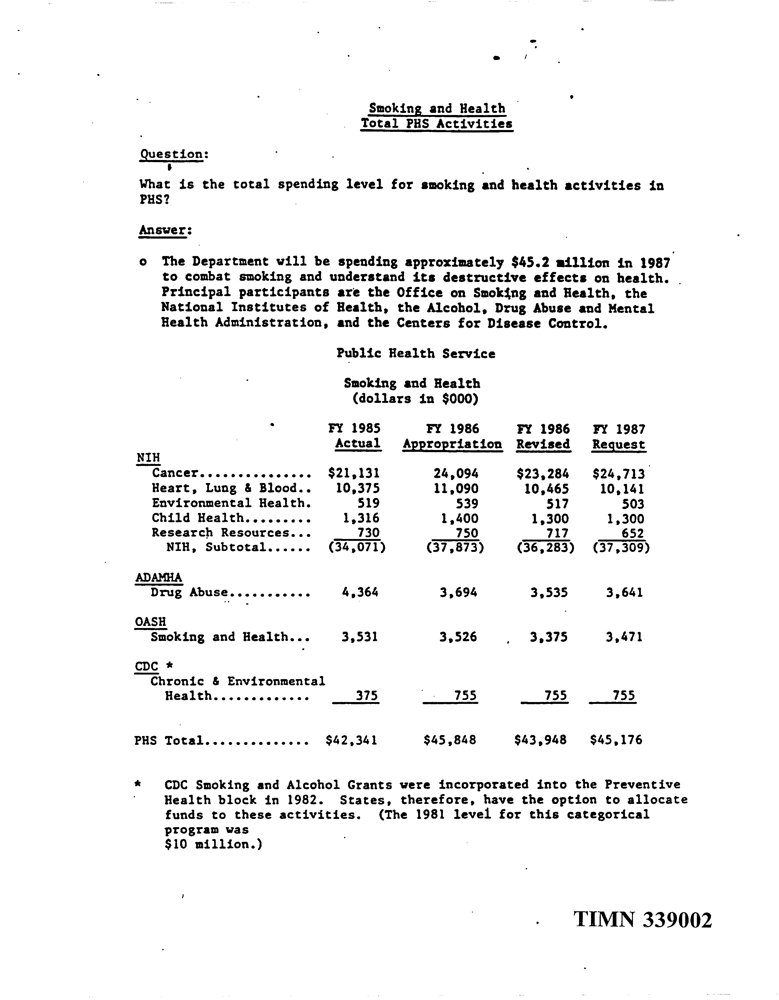 Smoking and Health
Total PHS Activities
Question:
What is the total spending level for smoking and health activities in
PHS?
Answer:
o The Department will be spending approximately $45.2 million in 1987
to combat smoking and understand its destructive effects on health.
Principal participants are the Office on Smoking and Health, the
National Institutes of Health, the Alcohol, Drug Abuse and Mental
Health Administration, and the Centers for Disease Control.
Public Health Service
Smoking and Health
(dollars in $000)
FY 1985 FY 1986 FY 1986 FY 1987
Actual Appropriation Revised Request
NIH
Cancer............... $21,131 24,094 $23,284 $24,713
Heart, Lung & Blood.. 10,375 11,090 10,465 10,141
Environmental Health. 519 539 517 503
Child Health......... 1,316 1,400 1,300 1,300
Research Resources... 730 750 717 652
NIH, Subtotal...... (34,071) (37,873) (36,283) (37,309)
ADAMHA
Drug Abuse........... 4,364 3,694 3,535 3,641
OASH
Smoking and Health... 3,531 3,526 3,375 3,471
CDC *
Chronic & Environmental
Health............. 375 755 755 755
PHS Total.............. $42,341 $45,848 $43,948 $45,176
* CDC Smoking and Alcohol Grants were incorporated into the Preventive
Health block in 1982. States, therefore, have the option to allocate
funds to these activities. (The 1981 level for this categorical
program was
$10 million.)
TIMN 339002